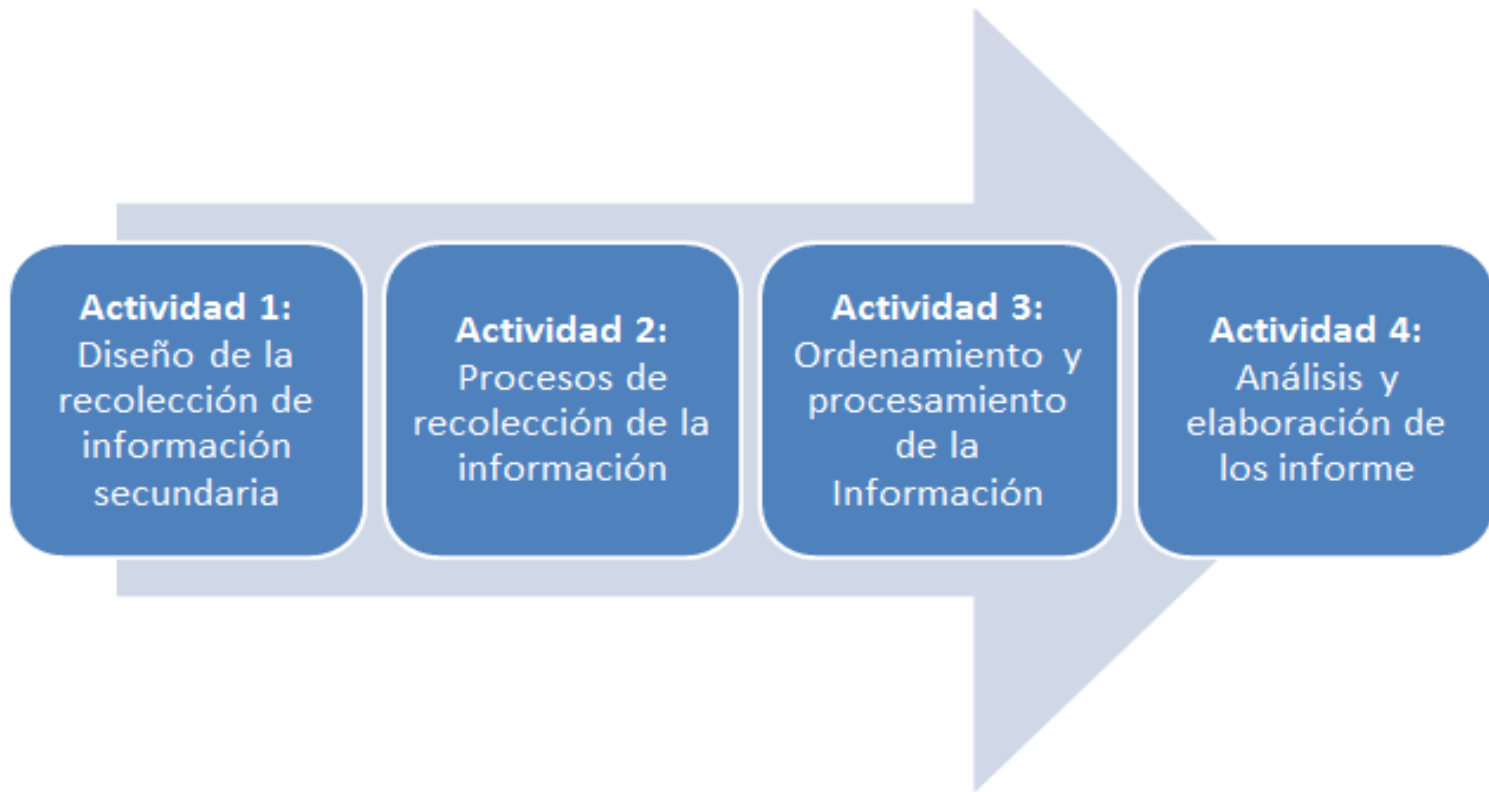 Actividad 1:
Diseño de la
recolección de
información
secundaria
Actividad 2:
Procesos de
recolección de la
información
Actividad 3:
Ordenamiento y
procesamiento
de la
Información
Actividad 4:
Análisis y
elaboración de
los informe